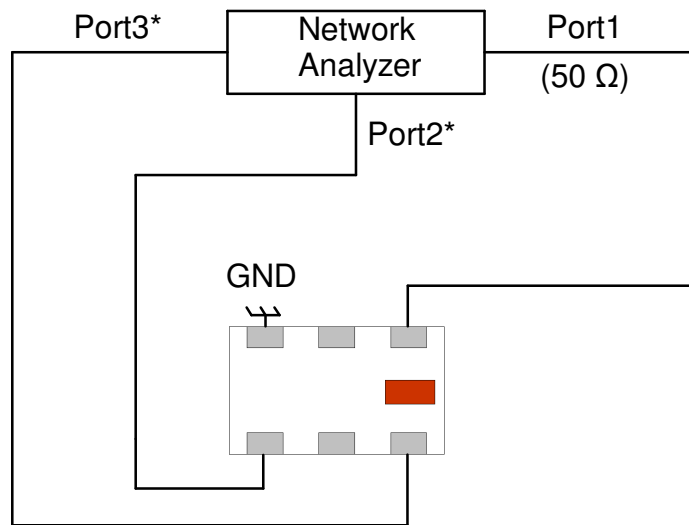 Port3*
Network
Analyzer
Port1
(50 Ω)
Port2*
GND